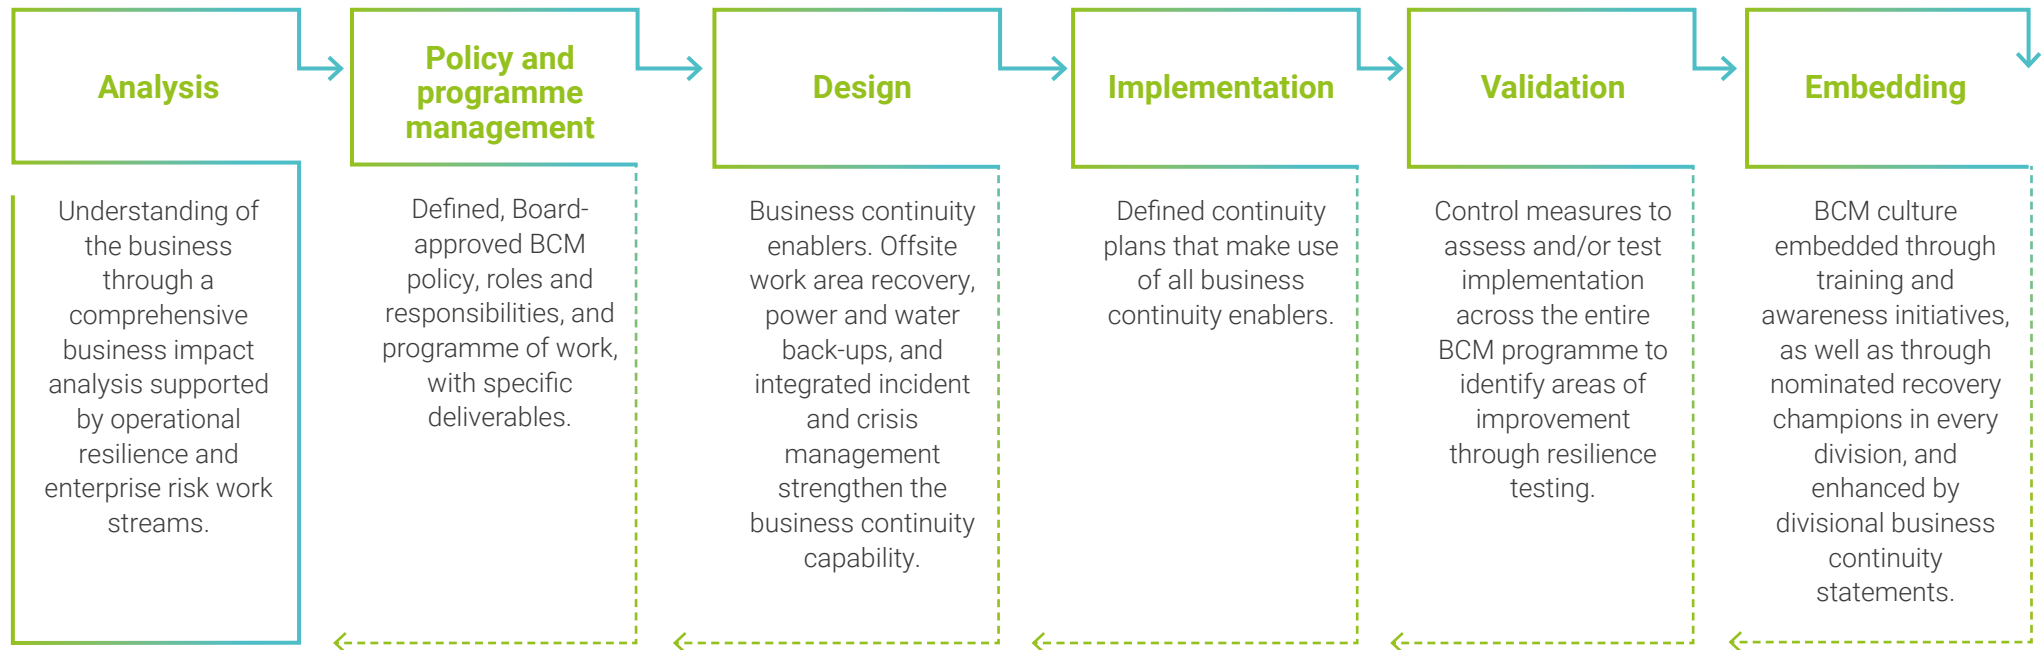 Analysis
Understanding of
the business
through a
comprehensive
business impact
analysis supported
by operational
resilience and
enterprise risk work
streams.
Policy and
programme
management
Defined, Board-
approved BCM
policy, roles and
responsibilities, and
programme of work,
with specific
deliverables.
Design
Business continuity
enablers. Offsite
work area recovery,
power and water
back-ups, and
integrated incident
and crisis
management
strengthen the
business continuity
capability.
Implementation
Defined continuity
plans that make use
of all business
continuity enablers.
Validation
Control measures to
assess and/or test
implementation
across the entire
BCM programme to
identify areas of
improvement
through resilience
testing.
Embedding
BCM culture
embedded through
training and
awareness initiatives,
as well as through
nominated recovery
champions in every
division, and
enhanced by
divisional business
continuity
statements.